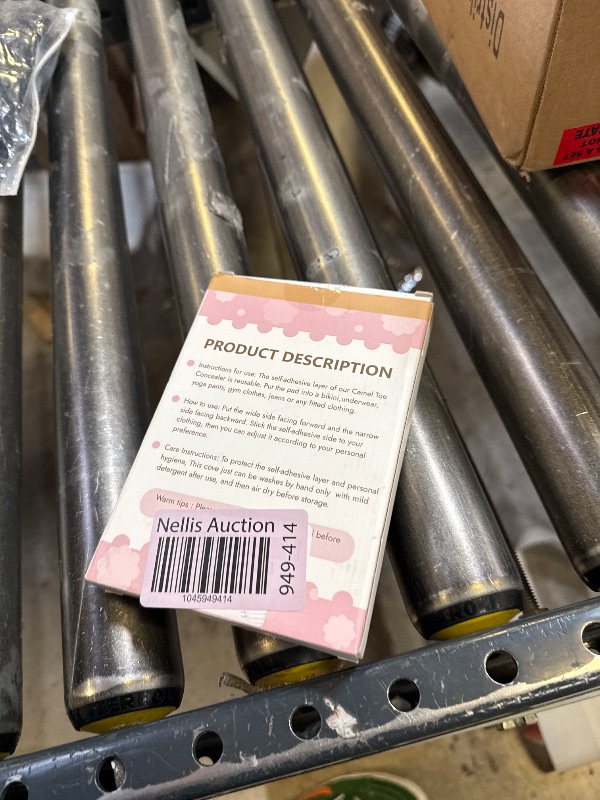 Distri
PRODUCT DESCRIPTION
Instructions for use: The self-adhesive layer of our Camel Toe
Concealer is reusable. Put the pad into a bikini,underwear,
yoga pants, gym clothes, jeans or any fitted clothing.
How to use: Put the wide side facing forward and the narrow
side facing backward. Stick the self-adhesive side to your
clothing, then you can adjust it according to your personal
preference.
Care Instructions: To protect the self-adhesive layer and personal
hygiene, This cove just can be washes by hand only with mild
detergent after use, and then air dry before storage.
Warm tips : before
Nellis Auction
949-414
1045949414